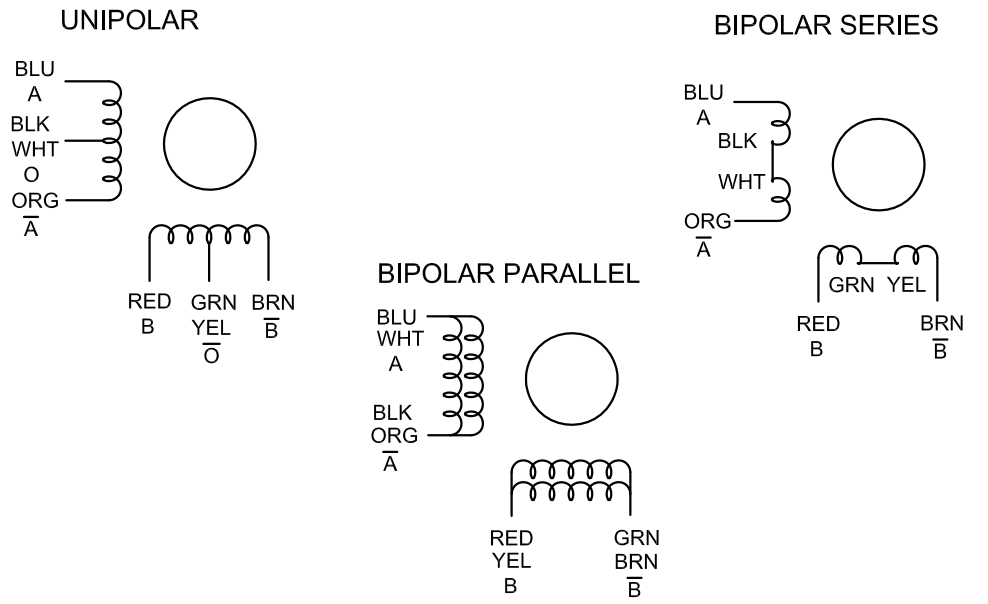 UNIPOLAR
BLU
A
BLK
WHT
O
ORG
A̅
RED
B
GRN
YEL
O̅
BRN
B̅
BIPOLAR PARALLEL
BLU
WHT
A
BLK
ORG
A̅
RED
YEL
B
GRN
BRN
B̅
BIPOLAR SERIES
BLU
A
BLK
WHT
ORG
A̅
GRN YEL
RED
B
BRN
B̅